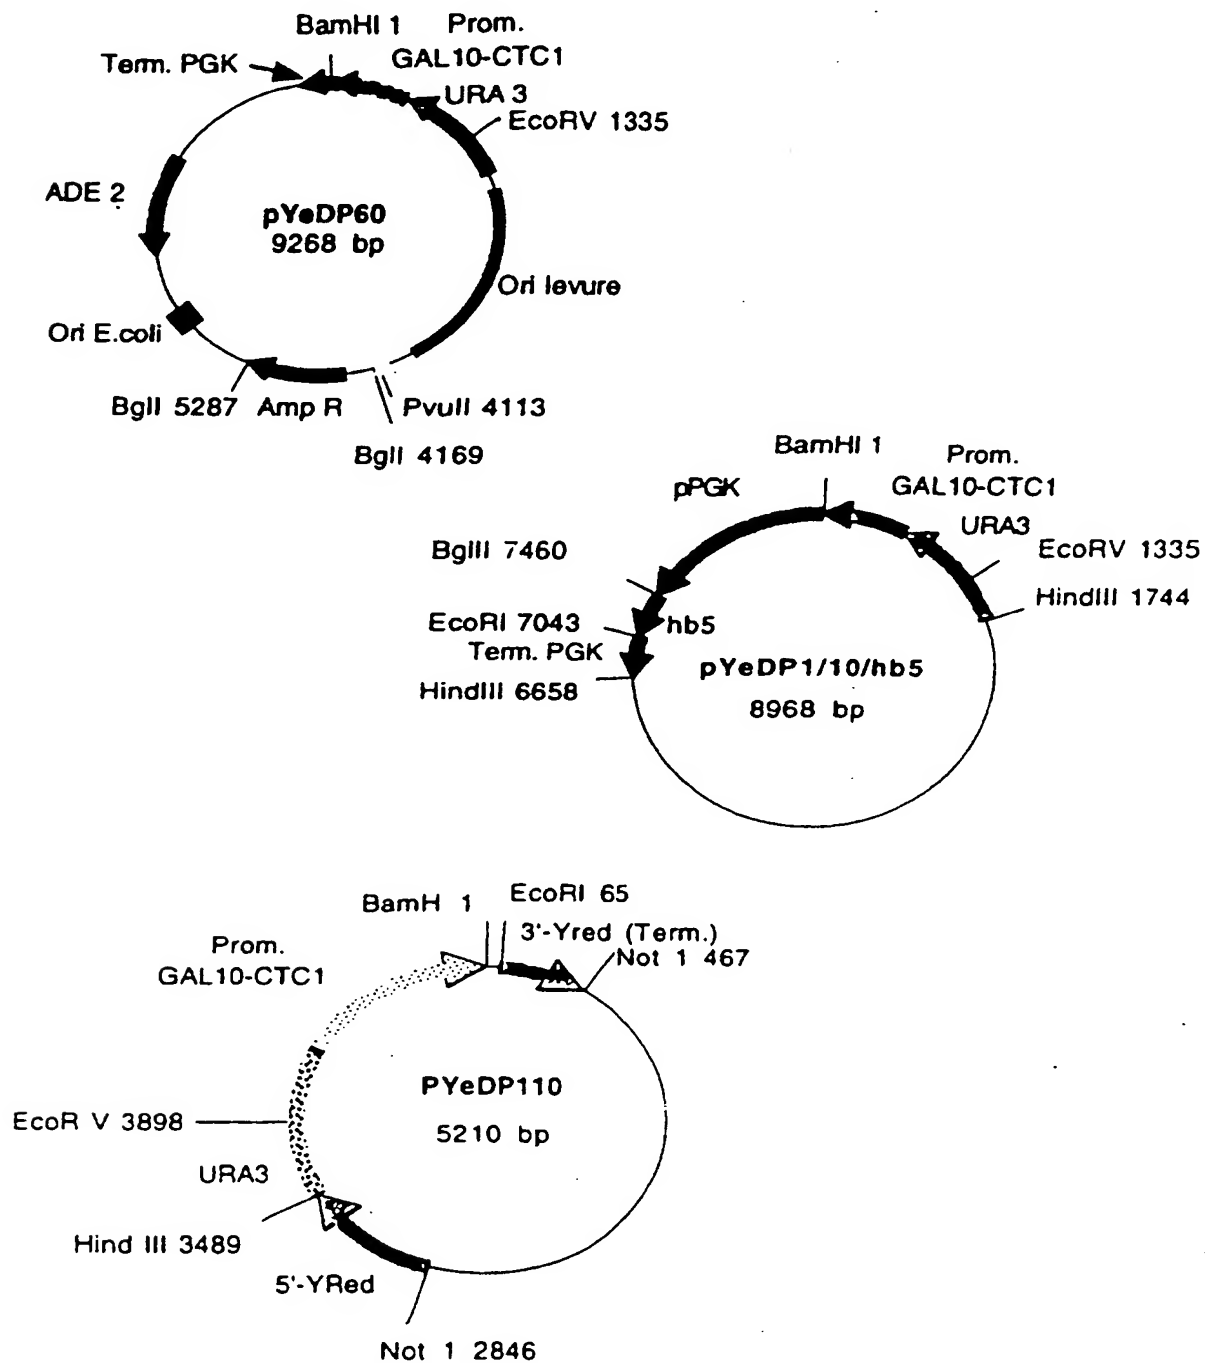 BamHI 1
Prom.
GAL10-CTC1
Term. PGK
URA 3
EcoRV 1335
ADE 2
pYeDP60
9268 bp
Ori levure
Ori E.coli
BglI 5287
Amp R
PvuII 4113
BglI 4169
BamHI 1
Prom.
GAL10-CTC1
pPGK
URA3
BglII 7460
EcoRV 1335
HindIII 1744
EcoRI 7043
hb5
Term. PGK
pYeDP1/10/hb5
HindIII 6658
8968 bp
BamH 1
EcoRI 65
3'-Yred (Term.)
Not 1 467
Prom.
GAL10-CTC1
PYeDP110
5210 bp
EcoR V 3898
URA3
Hind III 3489
5'-YRed
Not 1 2846